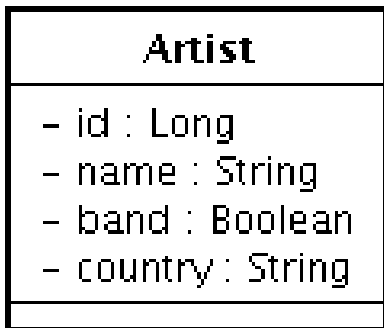 Artist
- id : Long
- name : String
- band : Boolean
- country : String